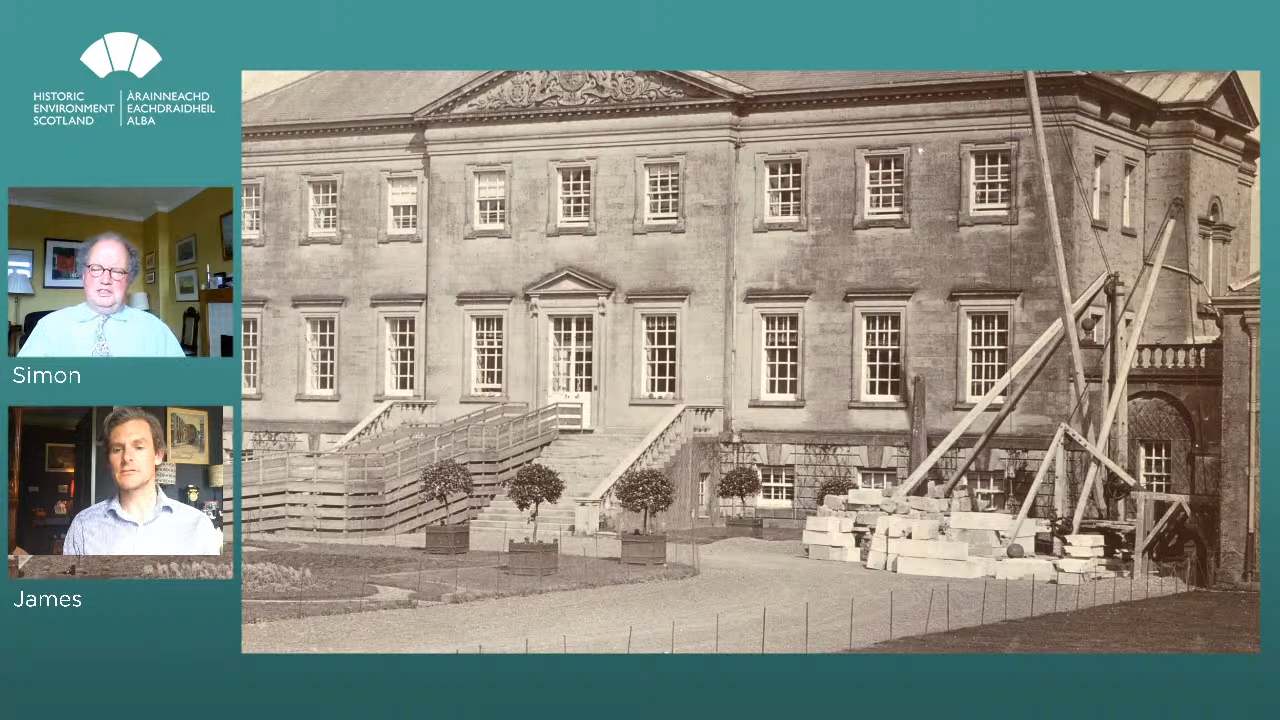 HISTORIC
ENVIRONMENT
SCOTLAND
ÀRAINNEACHD
EACHDRAIDHEIL
ALBA
Simon
James